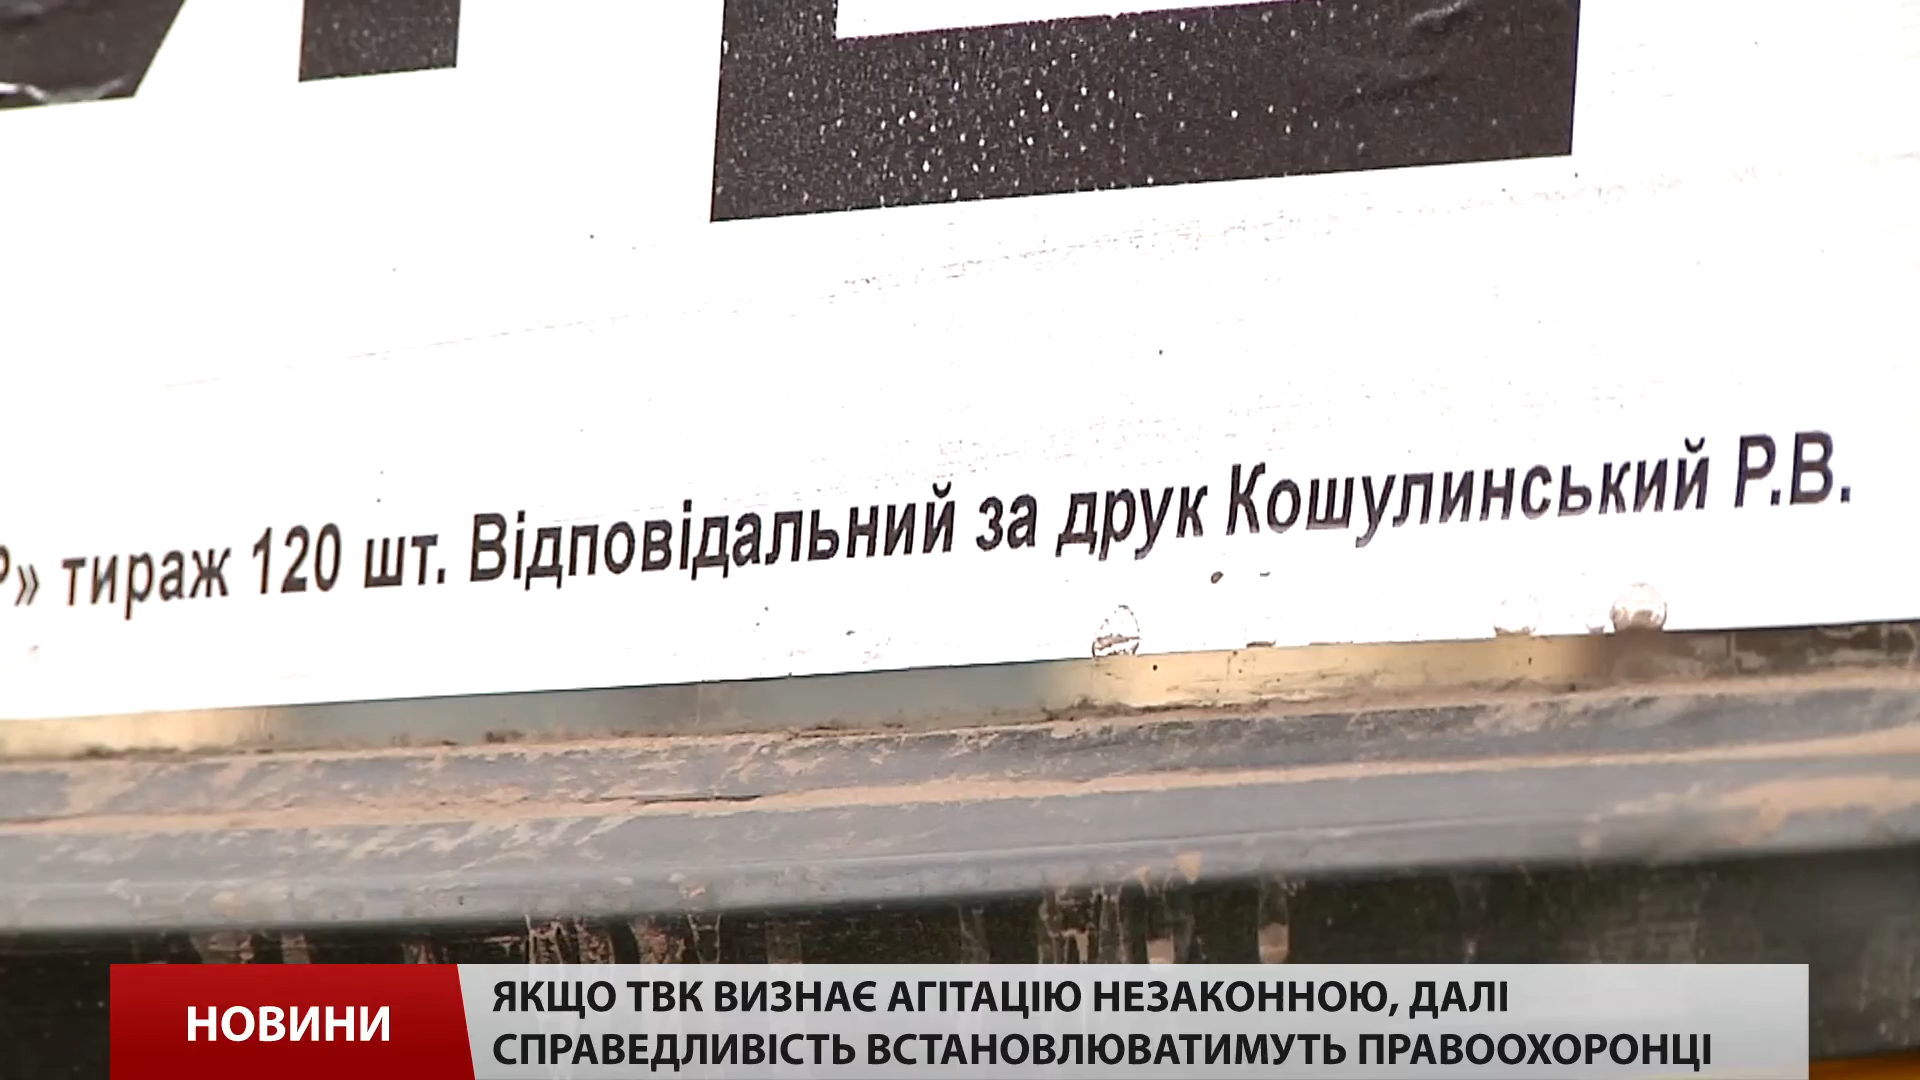 » тираж 120 шт. Відповідальний за друк Кошулинський Р.В.
НОВИНИ
ЯКЩО ТВК ВИЗНАЄ АГІТАЦІЮ НЕЗАКОННОЮ, ДАЛІ
СПРАВЕДЛИВІСТЬ ВСТАНОВЛЮВАТИМУТЬ ПРАВООХОРОНЦІ